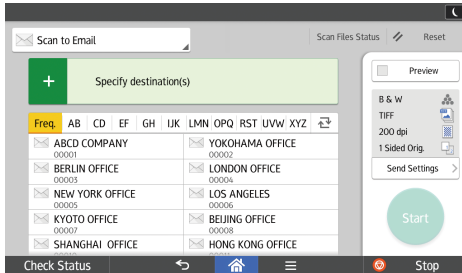 Scan to Email
Scan Files Status
Reset
+ Specify destination(s)
Preview
B & W
TIFF
200 dpi
1 Sided Orig.
Send Settings >
Start
Freq. AB CD EF GH IJK LMN OPQ RST UVW XYZ
ABCD COMPANY
00001
YOKOHAMA OFFICE
00002
BERLIN OFFICE
00003
LONDON OFFICE
00004
NEW YORK OFFICE
00005
LOS ANGELES
00006
KYOTO OFFICE
00007
BEIJING OFFICE
00008
SHANGHAI OFFICE
HONG KONG OFFICE
Check Status
Stop